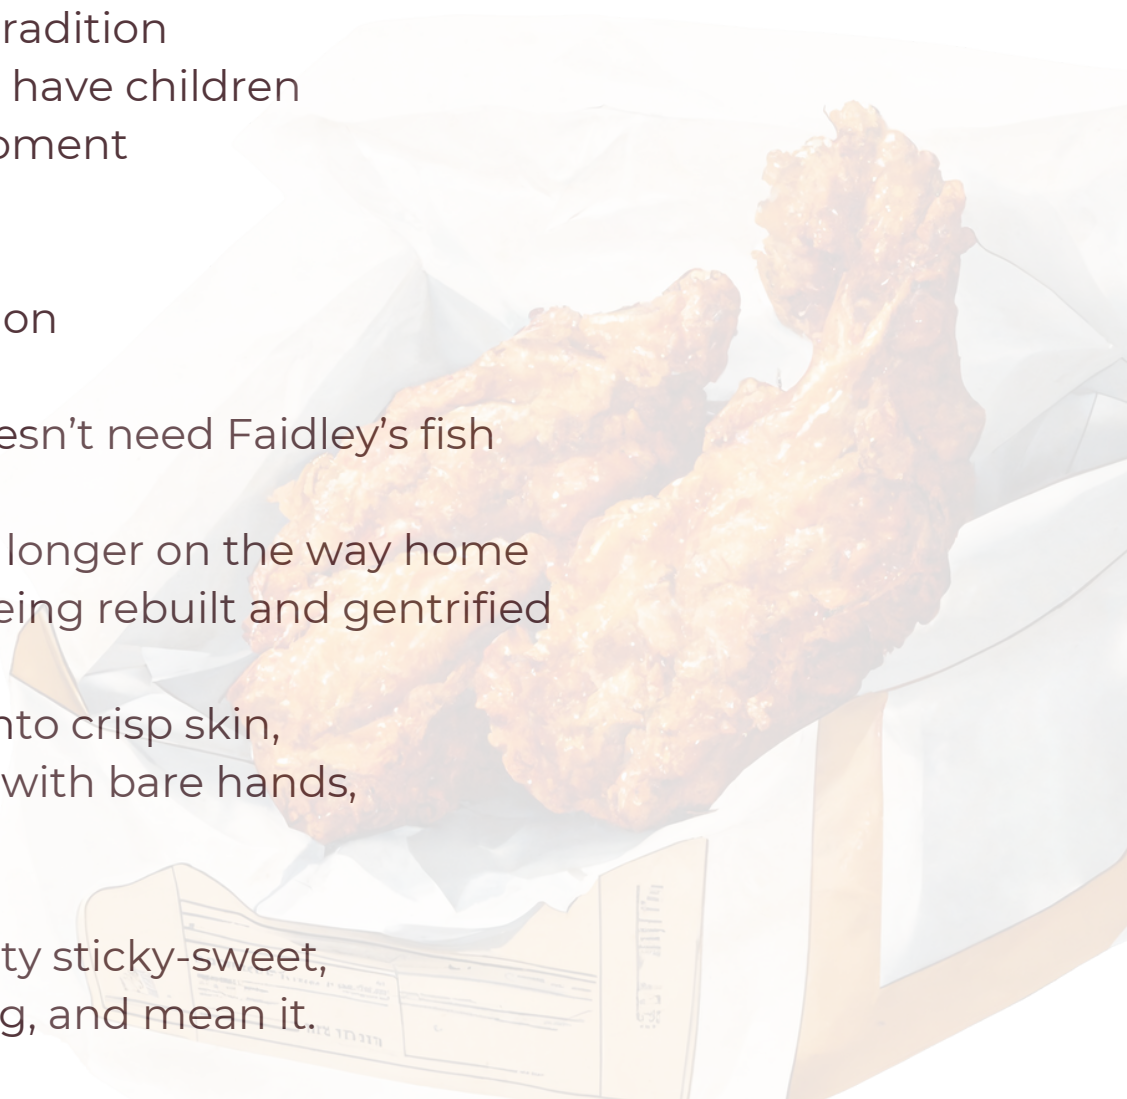 radition
have children
oment
on
esn’t need Faidley’s fish
longer on the way home
eing rebuilt and gentrified
nto crisp skin,
with bare hands,
ty sticky-sweet,
g, and mean it.